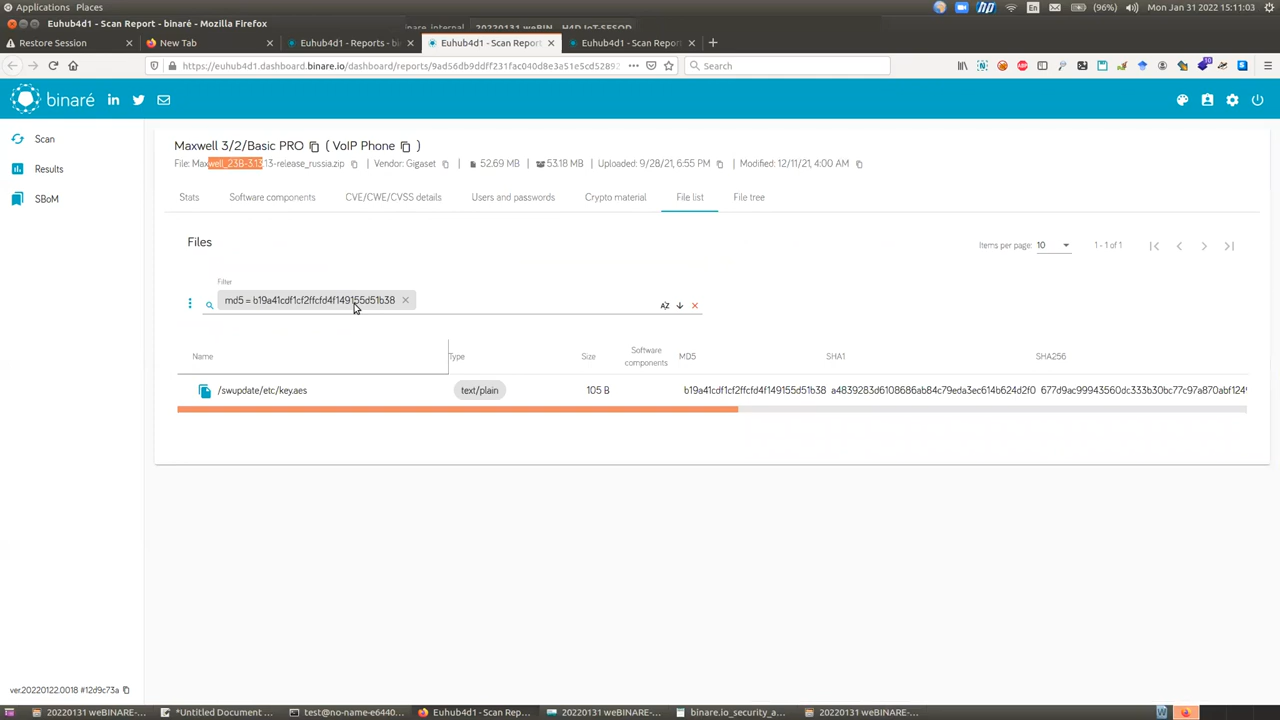 Applications Places En (96%) Mon Jan 31 2022 15:11:03
Euhub4d1 - Scan Report - binaré - Mozilla Firefox
Restore Session New Tab Euhub4d1 - Reports - bin Euhub4d1 - Scan Report Euhub4d1 - Scan Repor
https://euhub4d1.dashboard.binare.io/dashboard/reports/9ad56db9ddff231fac040d8e3a51e5cd52892 Search
binaré
Scan
Results
SBoM
Maxwell 3/2/Basic PRO ( VoIP Phone )
File: Maxwell_23B-3.13.13-release_russia.zip | Vendor: Gigaset | 52.69 MB | 53.18 MB | Uploaded: 9/28/21, 6:55 PM | Modified: 12/11/21, 4:00 AM
Stats Software components CVE/CWE/CVSS details Users and passwords Crypto material File list File tree
Files
Items per page: 10 1 - 1 of 1
Filter
md5 = b19a41cdf1cf2ffcfd4f149155d51b38
Name Type Size Software components MD5 SHA1 SHA256
/swupdate/etc/key.aes text/plain 105 B b19a41cdf1cf2ffcfd4f149155d51b38 a4839283d6108686ab84c79eda3ec614b624d2f0 677d9ac99943560dc333b30bc77c97a870abf1249
ver.20220122.0018 #12d9c73a
20220131 weBINARE-... *Untitled Document ... test@no-name-e6440... Euhub4d1 - Scan Rep... 20220131 weBINARE-... binare.io_security_a... 20220131 weBINARE-...